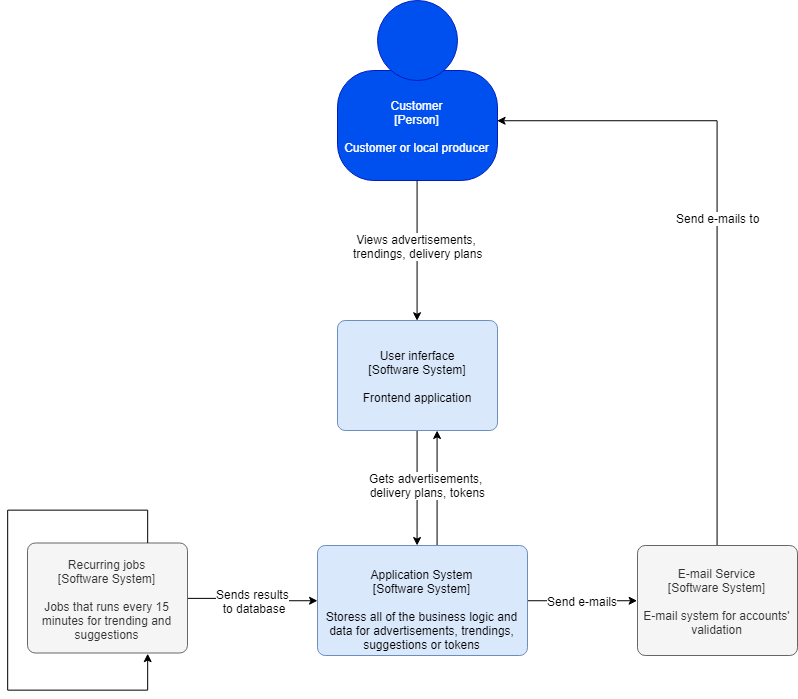 Customer
[Person]
Customer or local producer
Send e-mails to
Views advertisements,
trendings, delivery plans
User inferface
[Software System]
Frontend application
Gets advertisements,
delivery plans, tokens
Recurring jobs
[Software System]
Jobs that runs every 15
minutes for trending and
suggestions
Sends results
to database
Application System
[Software System]
Storess all of the business logic and
data for advertisements, trendings,
suggestions or tokens
Send e-mails
E-mail Service
[Software System]
E-mail system for accounts'
validation